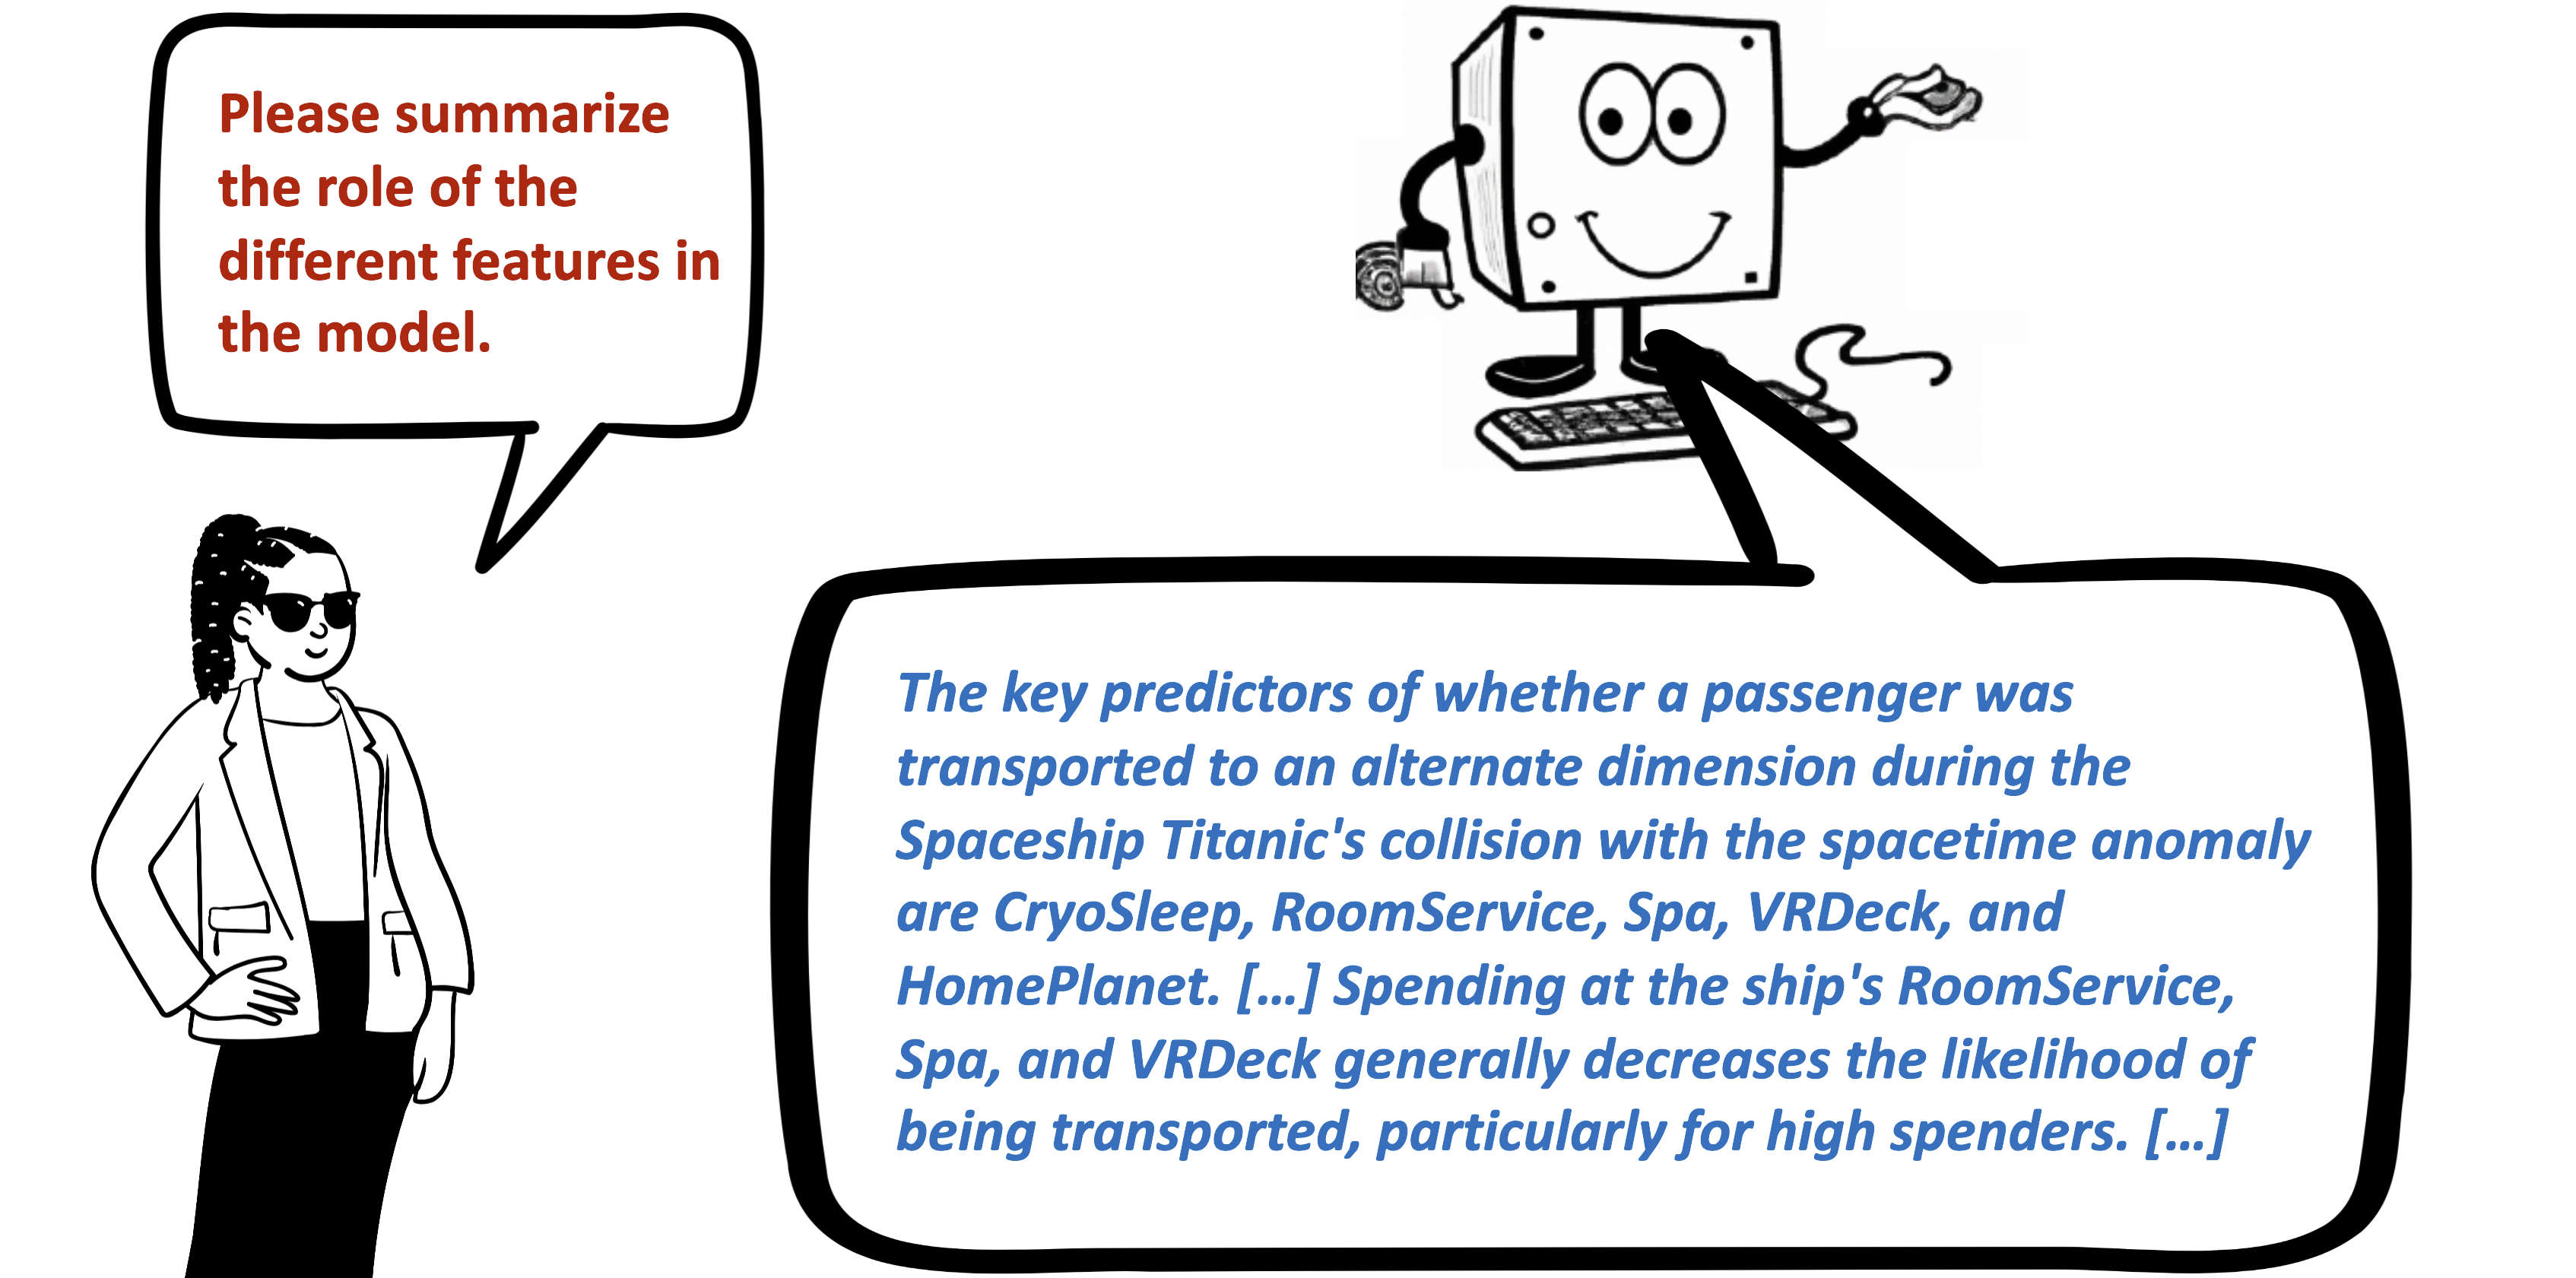 Please summarize
the role of the
different features in
the model.
The key predictors of whether a passenger was
transported to an alternate dimension during the
Spaceship Titanic's collision with the spacetime anomaly
are CryoSleep, RoomService, Spa, VRDeck, and
HomePlanet. [...] Spending at the ship's RoomService,
Spa, and VRDeck generally decreases the likelihood of
being transported, particularly for high spenders. [...]